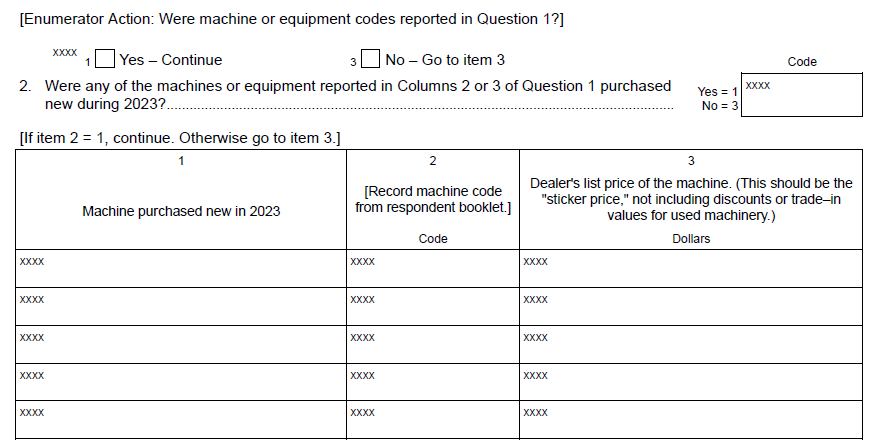 [Enumerator Action: Were machine or equipment codes reported in Question 1?]
xxxx 1 Yes – Continue 3 No – Go to item 3
Code
2. Were any of the machines or equipment reported in Columns 2 or 3 of Question 1 purchased
new during 2023?.......................................................................................................................................
Yes = 1
No = 3
xxxx
[If item 2 = 1, continue. Otherwise go to item 3.]
1
Machine purchased new in 2023
2
[Record machine code
from respondent booklet.]
Code
3
Dealer's list price of the machine. (This should be the
"sticker price," not including discounts or trade–in
values for used machinery.)
Dollars
xxxx xxxx xxxx
xxxx xxxx xxxx
xxxx xxxx xxxx
xxxx xxxx xxxx
xxxx xxxx xxxx